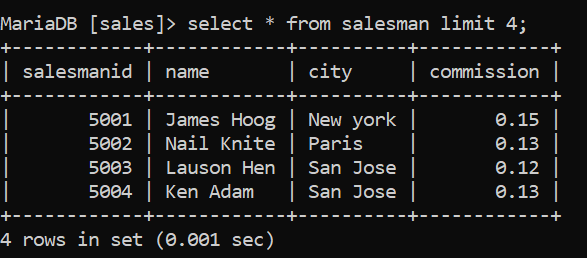 MariaDB [sales]> select * from salesman limit 4;
+------------+------------+-----------+------------+
| salesmanid | name       | city      | commission |
+------------+------------+-----------+------------+
|       5001 | James Hoog | New york  |       0.15 |
|       5002 | Nail Knite | Paris     |       0.13 |
|       5003 | Lauson Hen | San Jose  |       0.12 |
|       5004 | Ken Adam   | San Jose  |       0.13 |
+------------+------------+-----------+------------+
4 rows in set (0.001 sec)